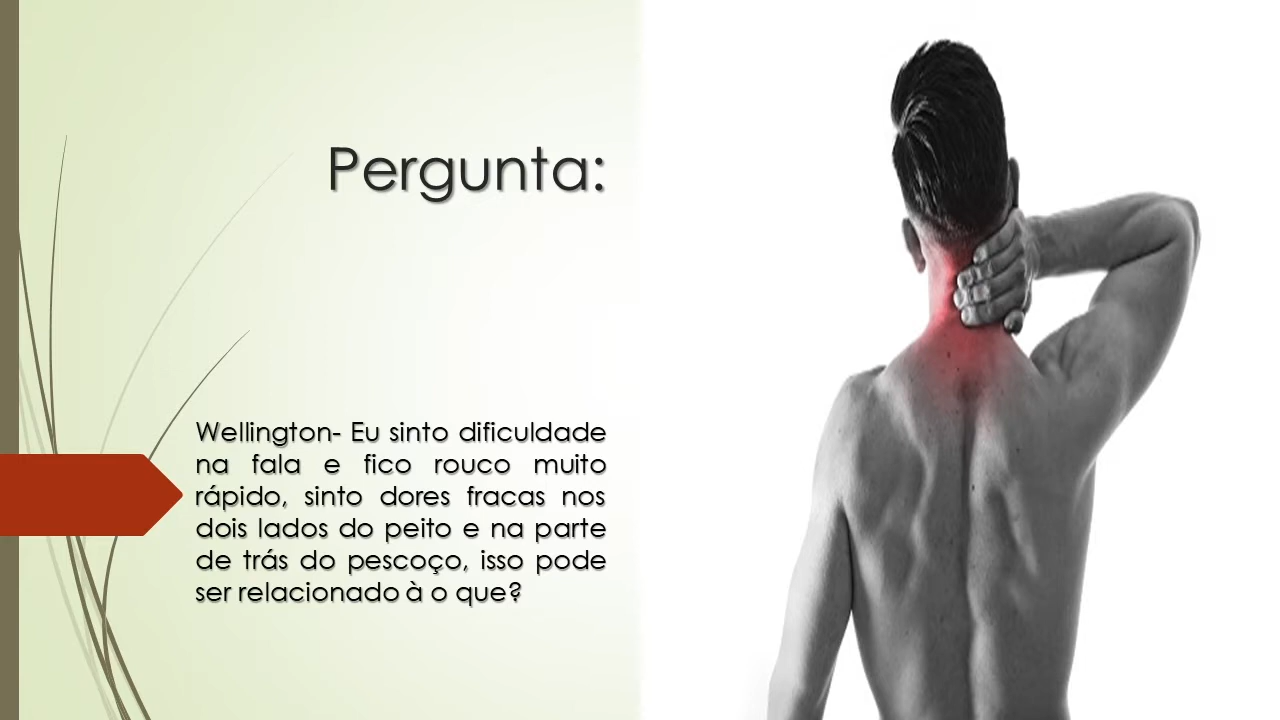 Pergunta:
Wellington- Eu sinto dificuldade
na fala e fico rouco muito
rápido, sinto dores fracas nos
dois lados do peito e na parte
de trás do pescoço, isso pode
ser relacionado à o que?